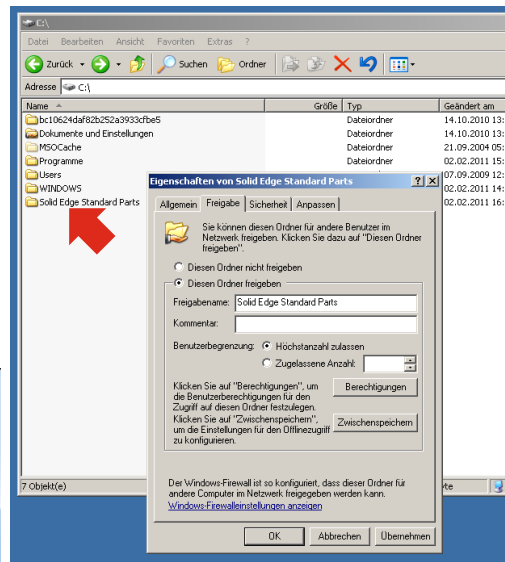 C:\
Datei Bearbeiten Ansicht Favoriten Extras ?
Zurück Suchen Ordner
Adresse C:\
Name Größe Typ Geändert am
bc10624daf82b252a3933cfbe5 Dateiordner 14.10.2010 13:
Dokumente und Einstellungen Dateiordner 14.10.2010 13:
MSOCache Dateiordner 21.09.2004 05:
Programme Dateiordner 02.02.2011 15:
Users 07.09.2009 12:
WINDOWS 02.02.2011 14:
Solid Edge Standard Parts 02.02.2011 16:
Eigenschaften von Solid Edge Standard Parts ? X
Allgemein Freigabe Sicherheit Anpassen
Sie können diesen Ordner für andere Benutzer im
Netzwerk freigeben. Klicken Sie dazu auf "Diesen Ordner
freigeben".
Diesen Ordner nicht freigeben
Diesen Ordner freigeben
Freigabename: Solid Edge Standard Parts
Kommentar:
Benutzerbegrenzung: Höchstanzahl zulassen
Zugelassene Anzahl:
Klicken Sie auf "Berechtigungen", um
die Benutzerberechtigungen für den
Zugriff auf diesen Ordner festzulegen.
Berechtigungen
Klicken Sie auf "Zwischenspeichern",
um die Einstellungen für den Offlinezugriff
zu konfigurieren.
Zwischenspeichern
Der Windows-Firewall ist so konfiguriert, dass dieser Ordner für
andere Computer im Netzwerk freigegeben werden kann.
Windows-Firewalleinstellungen anzeigen
OK Abbrechen Übernehmen
7 Objekt(e)